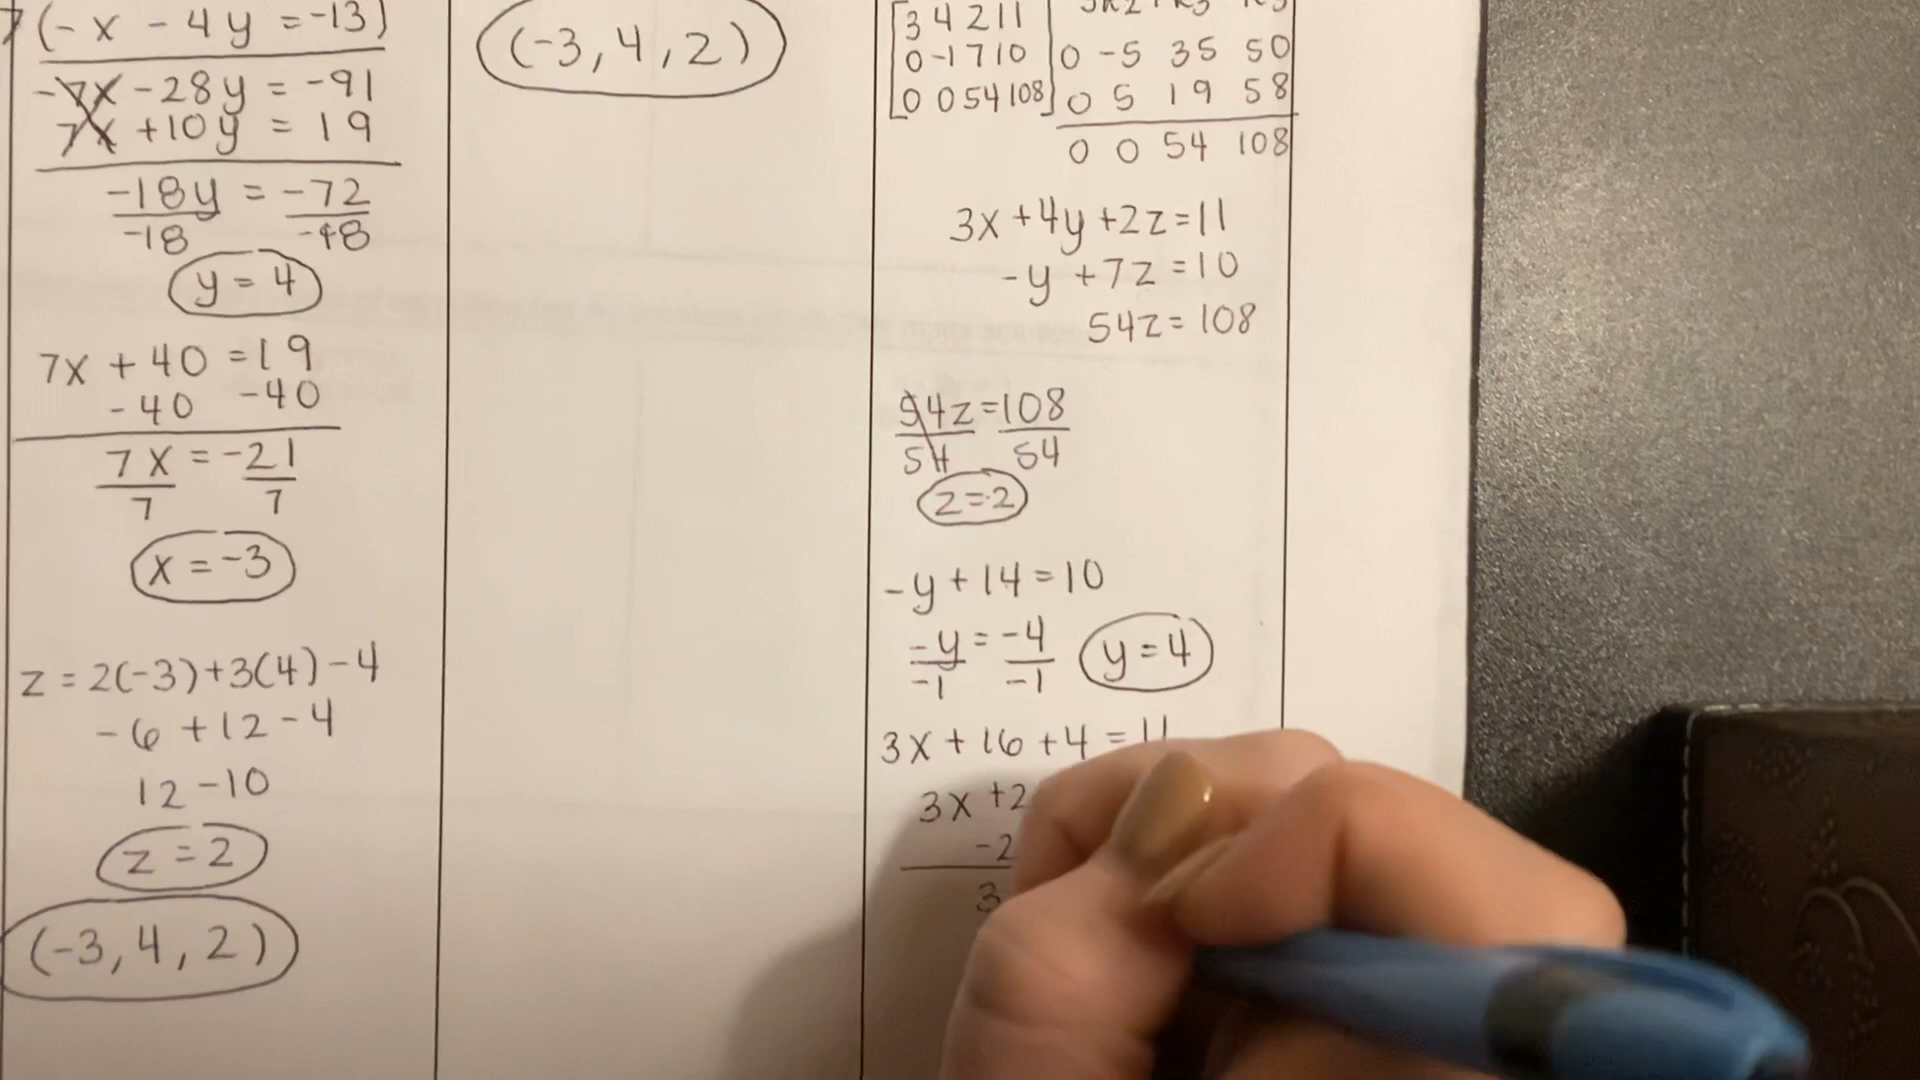 7(-x - 4y = -13)
-7x - 28y = -91
7x + 10y = 19
-18y = -72
-18 -18
y = 4
7x + 40 = 19
- 40 -40
7x = -21
7 7
x = -3
z = 2(-3)+3(4)-4
-6 + 12 - 4
12 - 10
z = 2
(-3, 4, 2)
(-3, 4, 2)
3 4 2 11
0 -1 7 10
0 0 54 108
0 -5 35 50
0 5 19 58
0 0 54 108
3x + 4y + 2z = 11
-y + 7z = 10
54z = 108
54z = 108
54 54
z = 2
-y + 14 = 10
-y = -4
-1 -1
y = 4
3x + 16 + 4 = 11
3x + 2
- 2
3